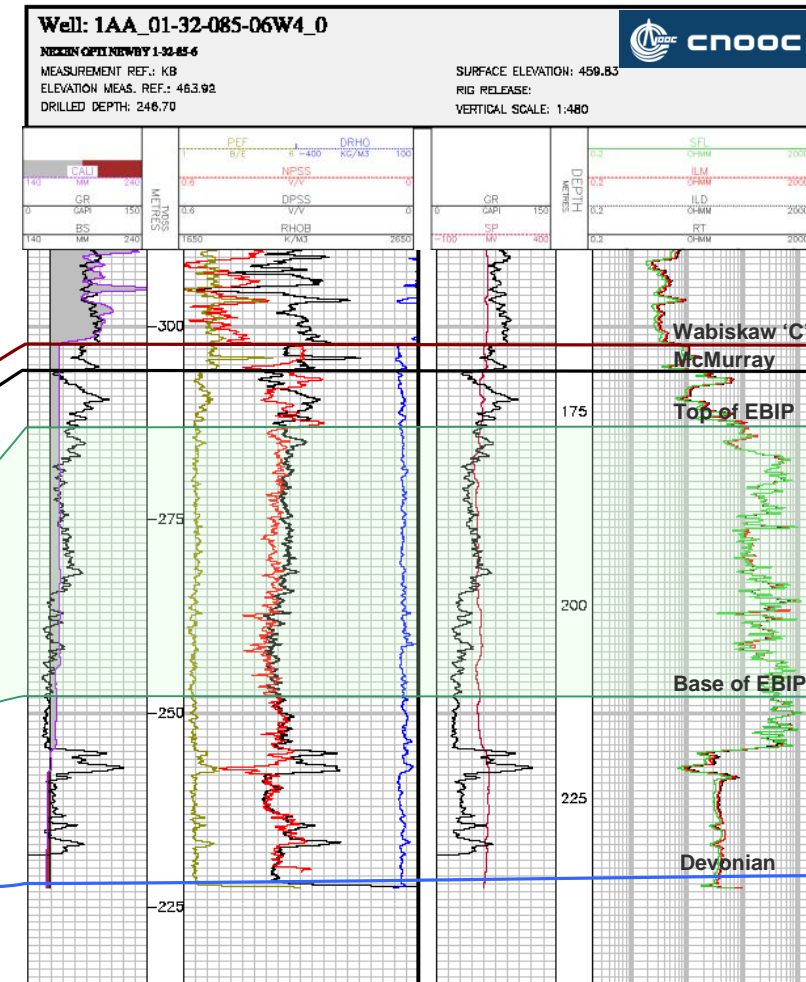 Well: 1AA_01-32-085-06W4_0
NEXEN OPTI NEWBY 1-32-85-6
MEASUREMENT REF.: KB
ELEVATION MEAS. REF.: 463.92
DRILLED DEPTH: 246.70
SURFACE ELEVATION: 459.83
RIG RELEASE:
VERTICAL SCALE: 1:480
cnooc
CALI
140 MM 240
GR
0 GAPI 150
BS
140 MM 240
TVDSS
METRES
PEF
1 B/E 6
DRHO
-400 KG/M3 100
NPSS
0.6 V/V 0
DPSS
0.6 V/V 0
RHOB
1650 K/M3 2650
GR
0 GAPI 150
SP
-100 MV 400
DEPTH
METRES
SFL
0.2 OHMM 2000
ILM
0.2 OHMM 2000
ILD
0.2 OHMM 2000
RT
0.2 OHMM 2000
300
Wabiskaw ‘C’
McMurray
175
Top of EBIP
275
200
Base of EBIP
250
225
Devonian
225